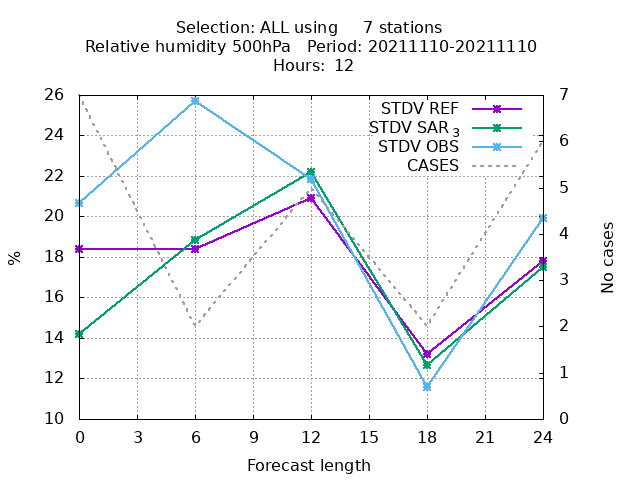 Selection: ALL using     7 stations
Relative humidity 500hPa   Period: 20211110-20211110
Hours: 12
26
24
22
20
18
16
14
12
10
%
7
6
5
4
3
2
1
0
No cases
STDV REF
STDV SAR 3
STDV OBS
CASES
0 3 6 9 12 15 18 21 24
Forecast length